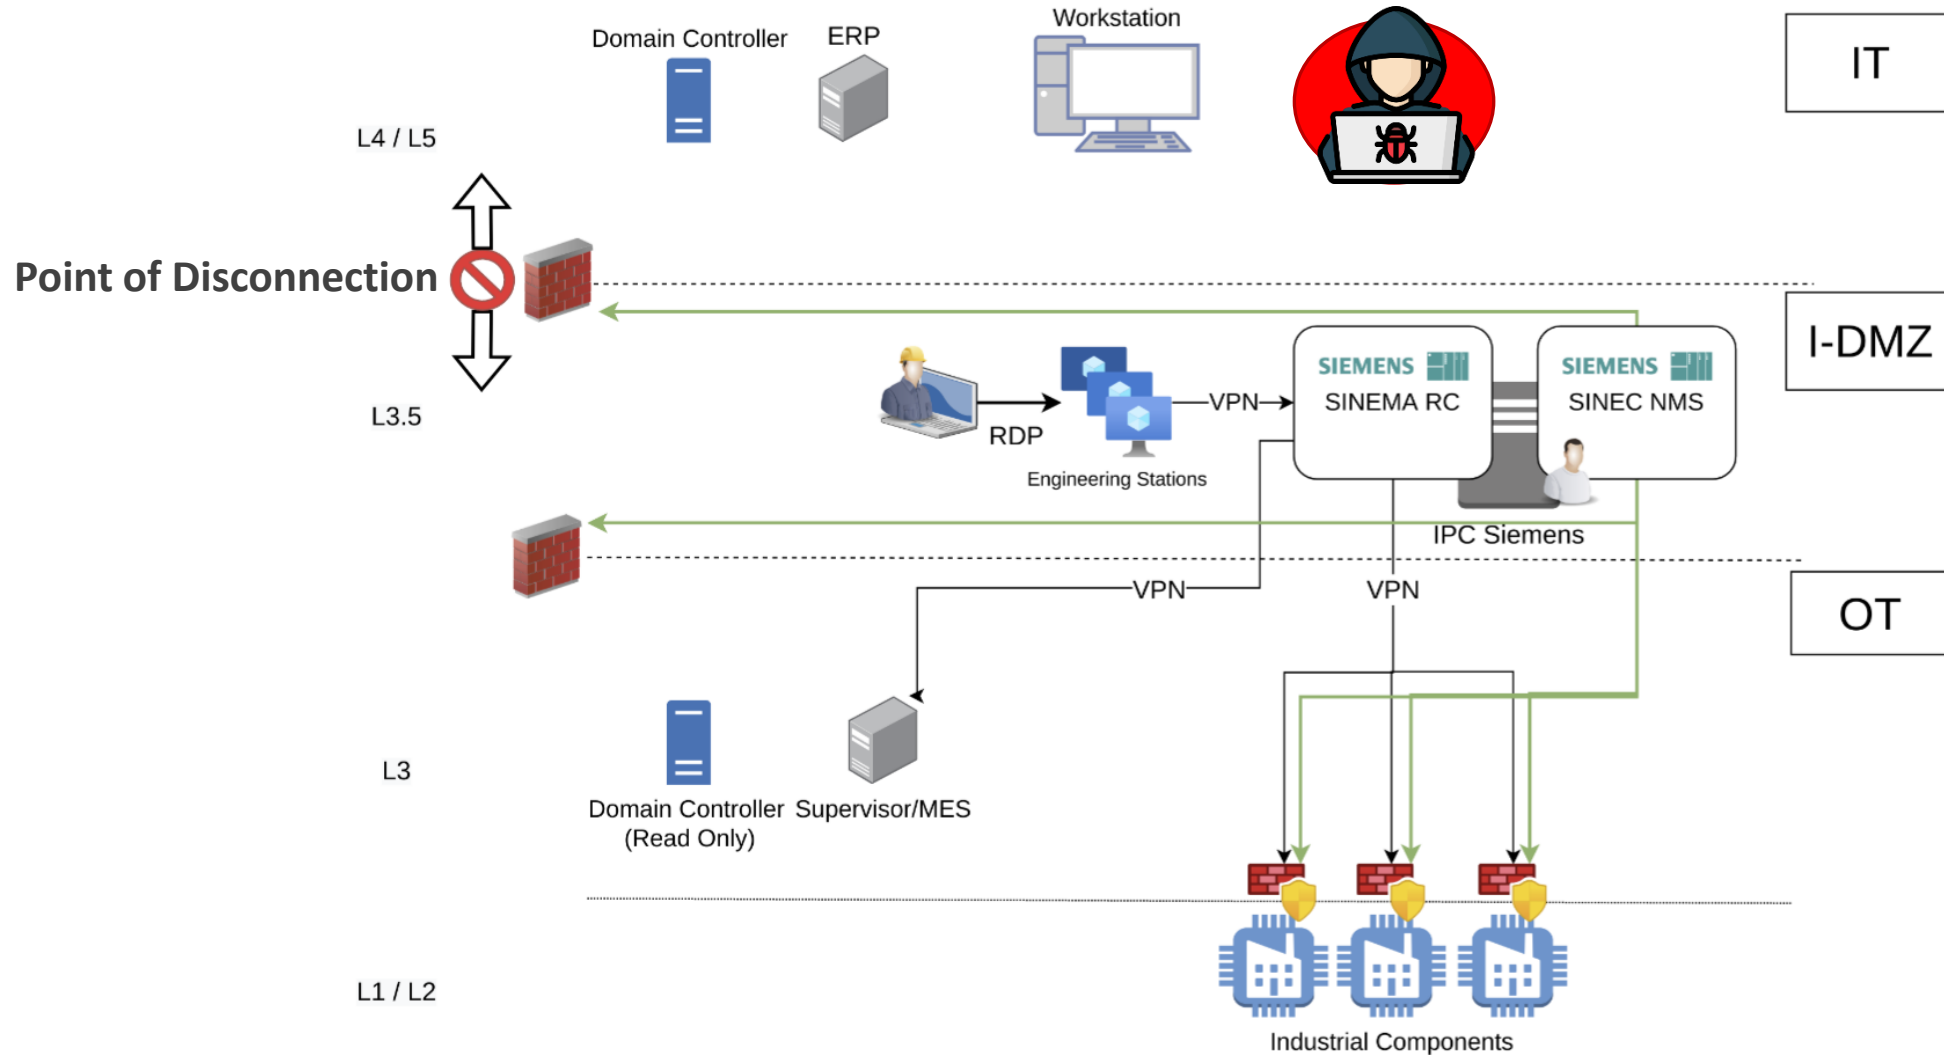 Domain Controller
ERP
Workstation
IT
L4 / L5
Point of Disconnection
I-DMZ
SIEMENS
SINEMA RC
SIEMENS
SINEC NMS
VPN
L3.5
RDP
Engineering Stations
IPC Siemens
VPN
VPN
OT
L3
Domain Controller
(Read Only)
Supervisor/MES
L1 / L2
Industrial Components